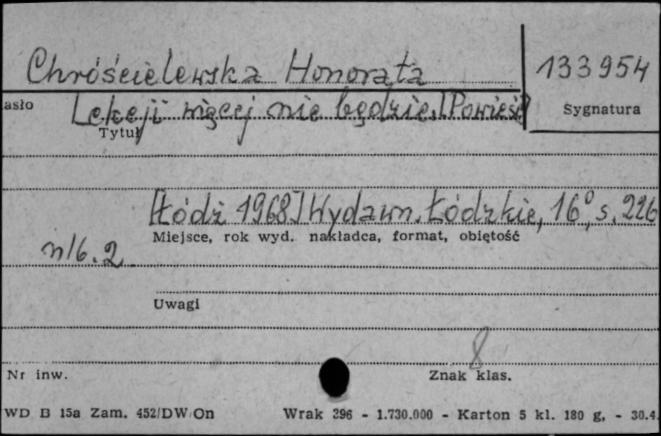 Chróścielewska Honorata
133954
asło
Lekcji więcej nie będzie. [Powieść]
Tytuł
Sygnatura
[Łódź 1968] Wydawn. Łódzkie, 16°, s. 226
Miejsce, rok wyd. nakładca, format, objętość
n/6.2
Uwagi
8
Nr inw.
Znak klas.
WD B 15a Zam. 452/DW/On Wrak 296 - 1.730.000 - Karton 5 kl. 180 g, - 30.4.